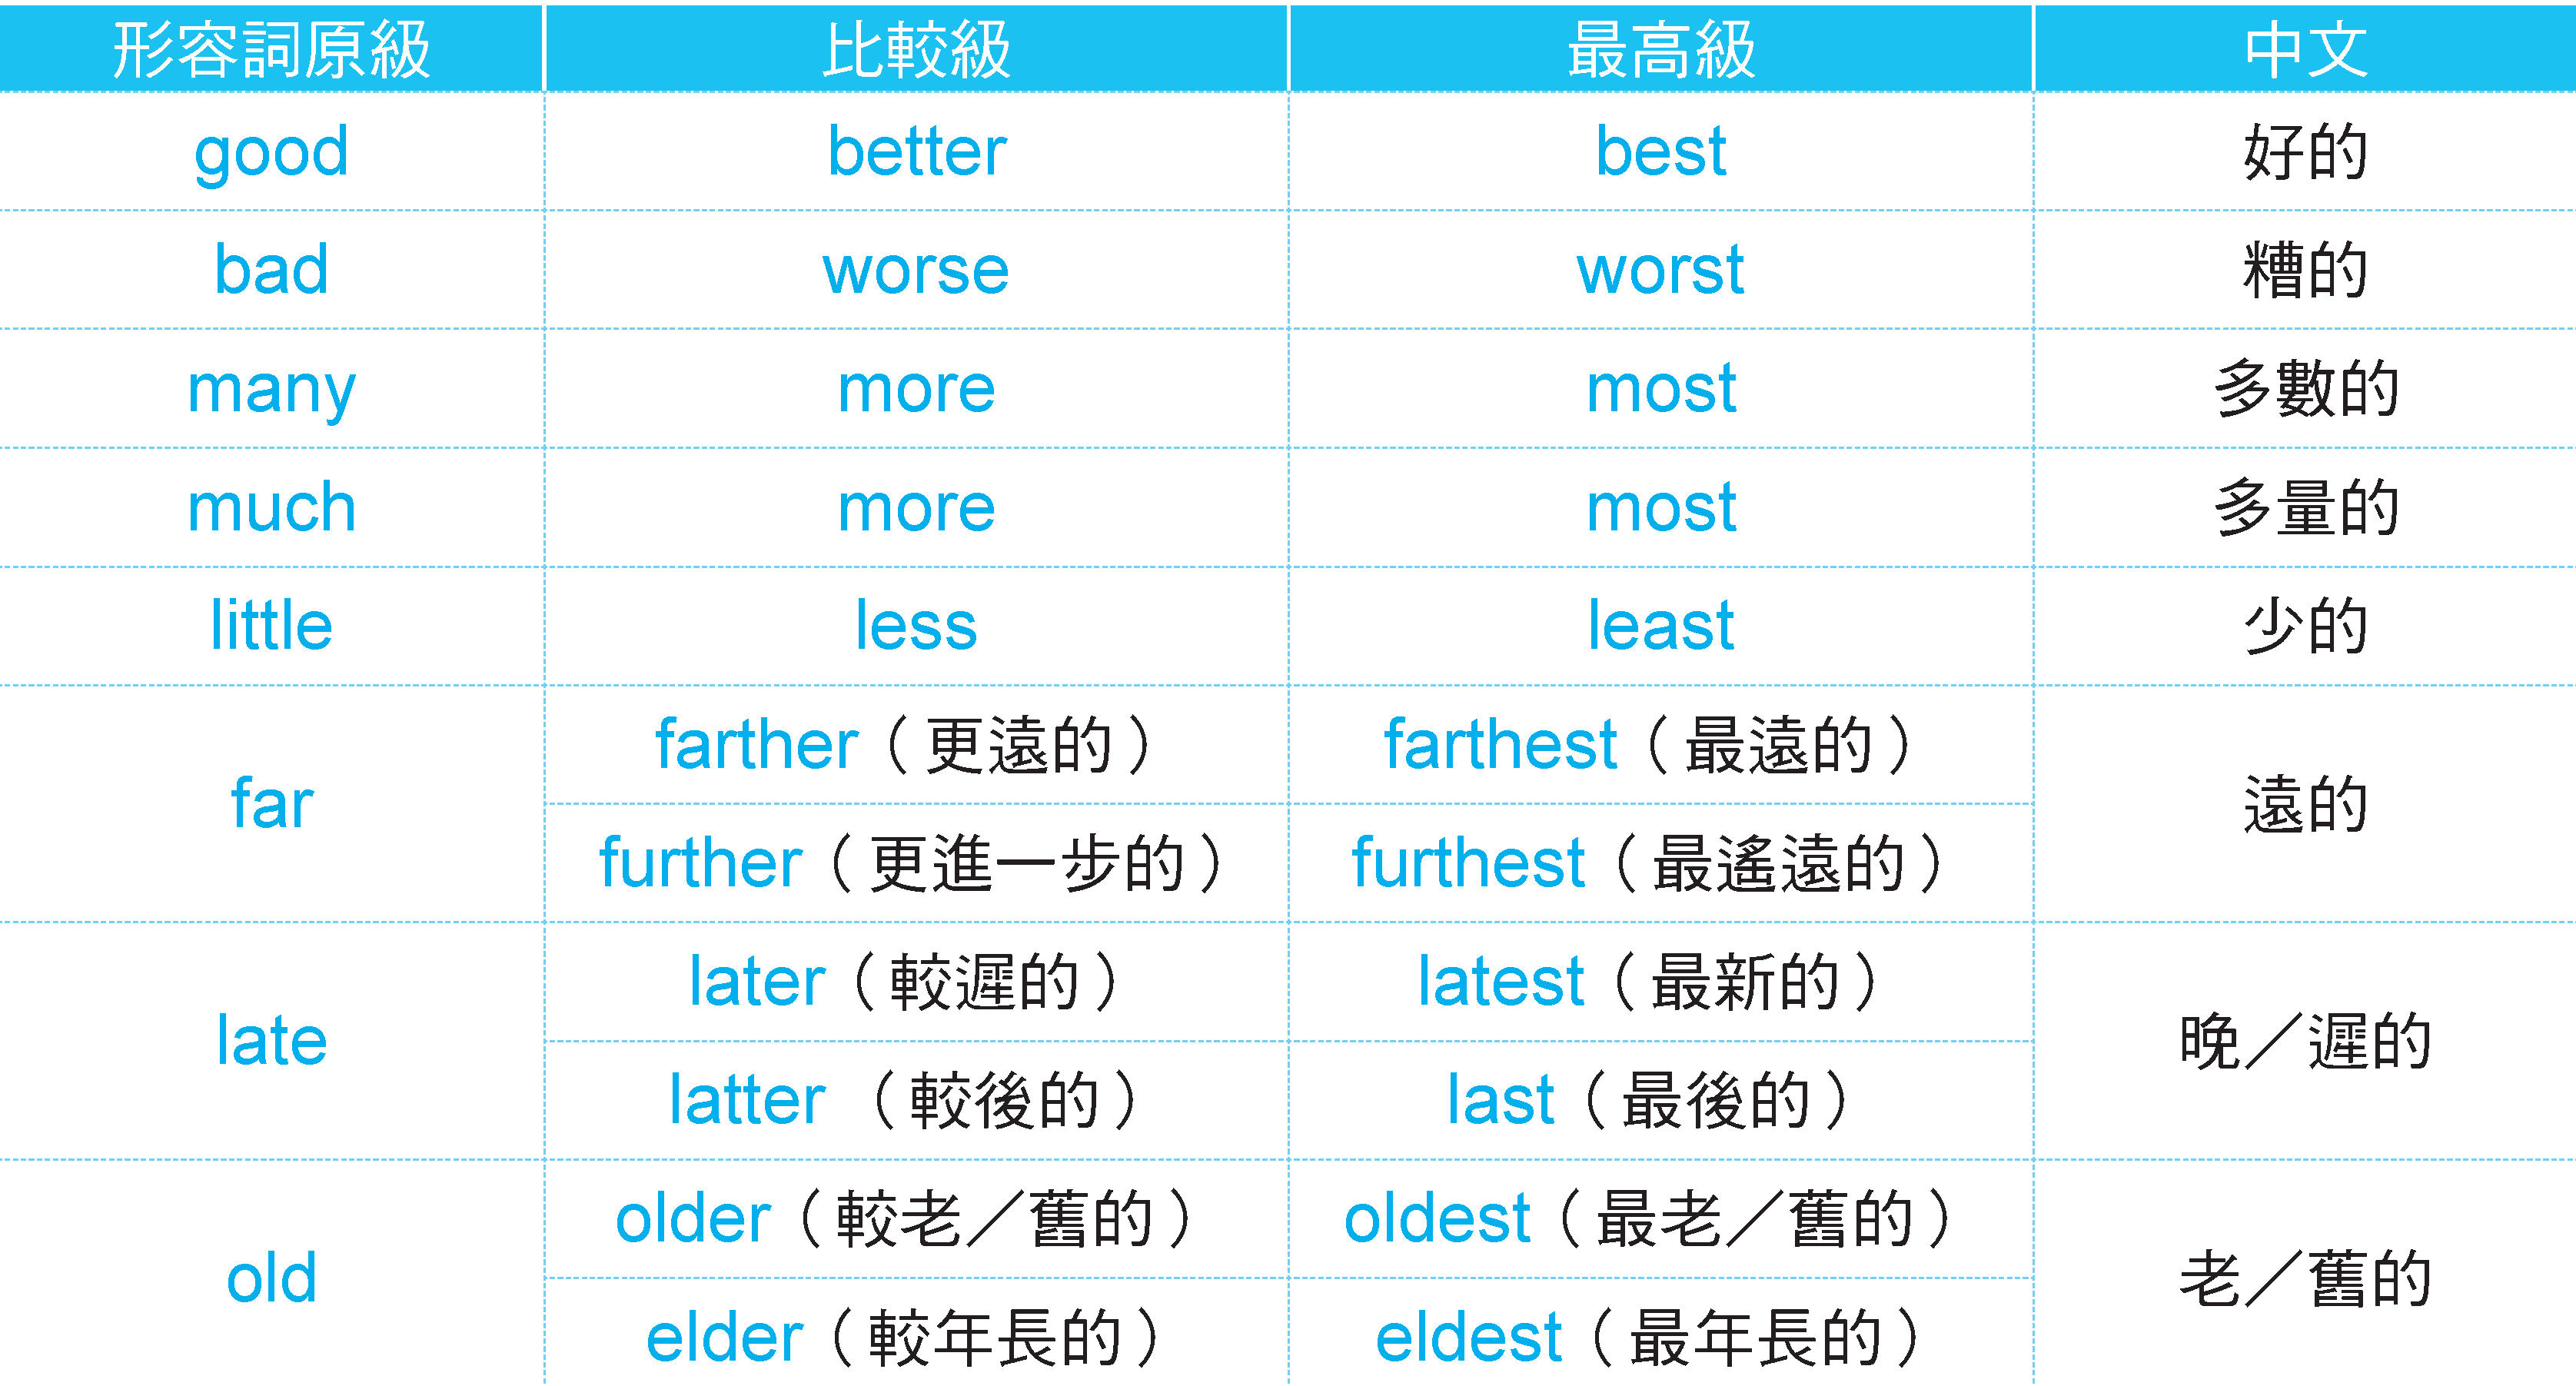 形容詞原級 比較級 最高級 中文
good better best 好的
bad worse worst 糟的
many more most 多數的
much more most 多量的
little less least 少的
far
farther（更遠的） farthest（最遠的）
further（更進一步的） furthest（最遙遠的）
遠的
late
later（較遲的） latest（最新的）
latter（較後的） last（最後的）
晚／遲的
old
older（較老／舊的） oldest（最老／舊的）
elder（較年長的） eldest（最年長的）
老／舊的